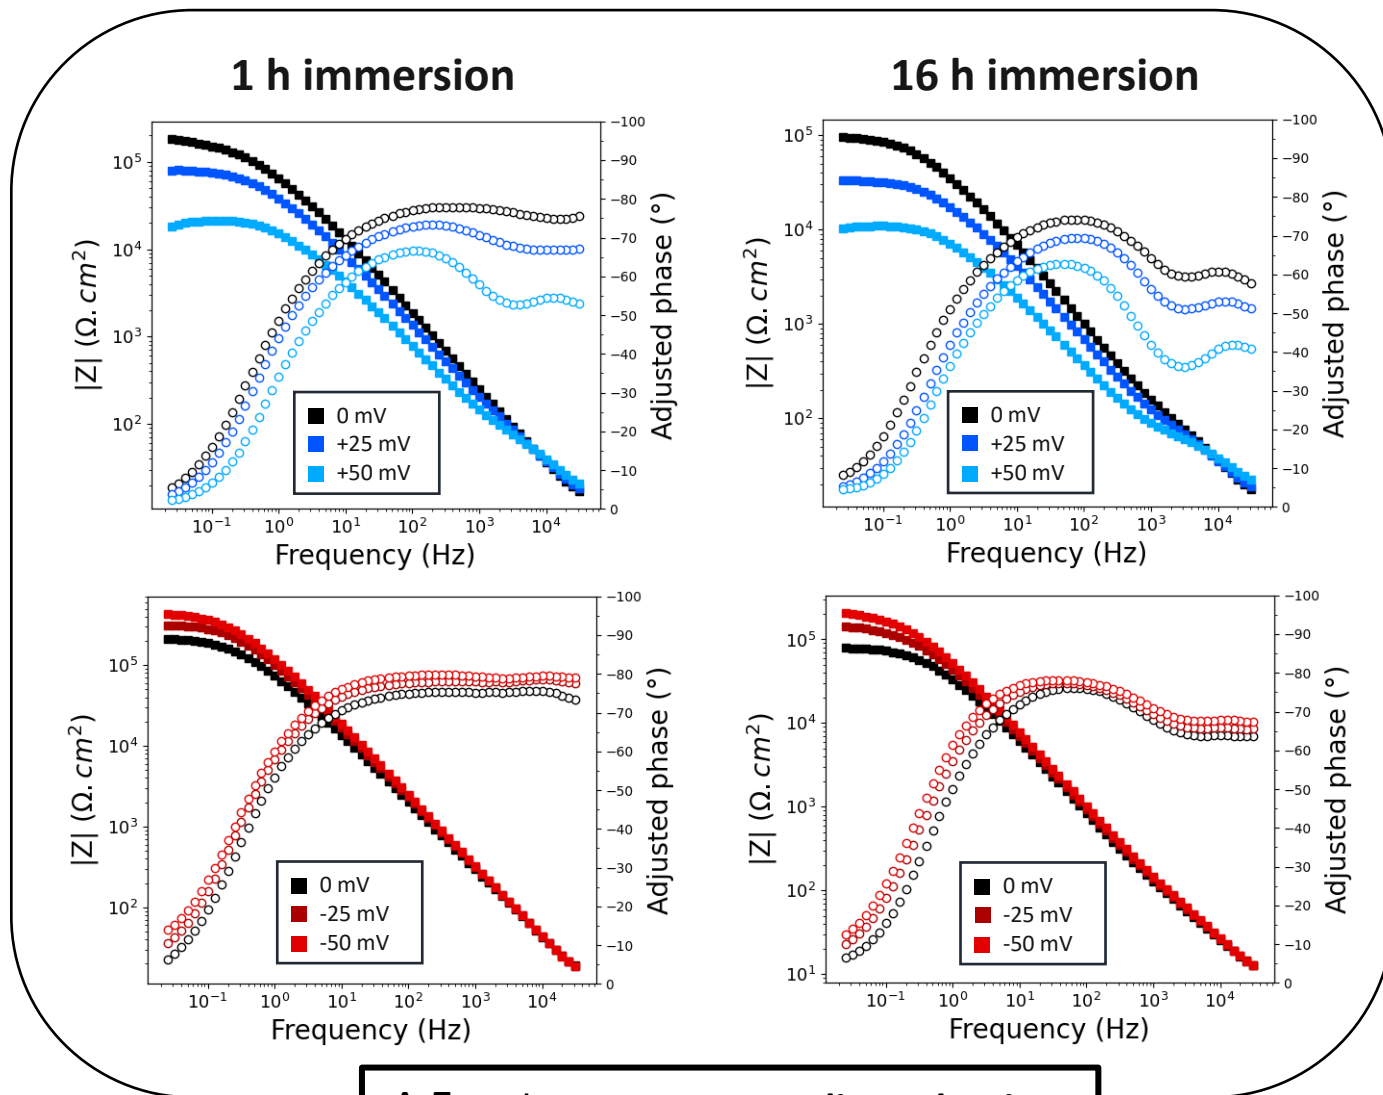 1 h immersion
16 h immersion
|Z| (Ω. cm²)
10⁵
10⁴
10³
10²
−100
−90
−80
−70
−60
−50
−40
−30
−20
−10
0
Adjusted phase (°)
0 mV
+25 mV
+50 mV
10⁻¹ 10⁰ 10¹ 10² 10³ 10⁴
Frequency (Hz)
|Z| (Ω. cm²)
10⁵
10⁴
10³
10²
−100
−90
−80
−70
−60
−50
−40
−30
−20
−10
0
Adjusted phase (°)
0 mV
+25 mV
+50 mV
10⁻¹ 10⁰ 10¹ 10² 10³ 10⁴
Frequency (Hz)
|Z| (Ω. cm²)
10⁵
10⁴
10³
10²
−100
−90
−80
−70
−60
−50
−40
−30
−20
−10
0
Adjusted phase (°)
0 mV
-25 mV
-50 mV
10⁻¹ 10⁰ 10¹ 10² 10³ 10⁴
Frequency (Hz)
|Z| (Ω. cm²)
10⁵
10⁴
10³
10²
10¹
−100
−90
−80
−70
−60
−50
−40
−30
−20
−10
0
Adjusted phase (°)
0 mV
-25 mV
-50 mV
10⁻¹ 10⁰ 10¹ 10² 10³ 10⁴
Frequency (Hz)